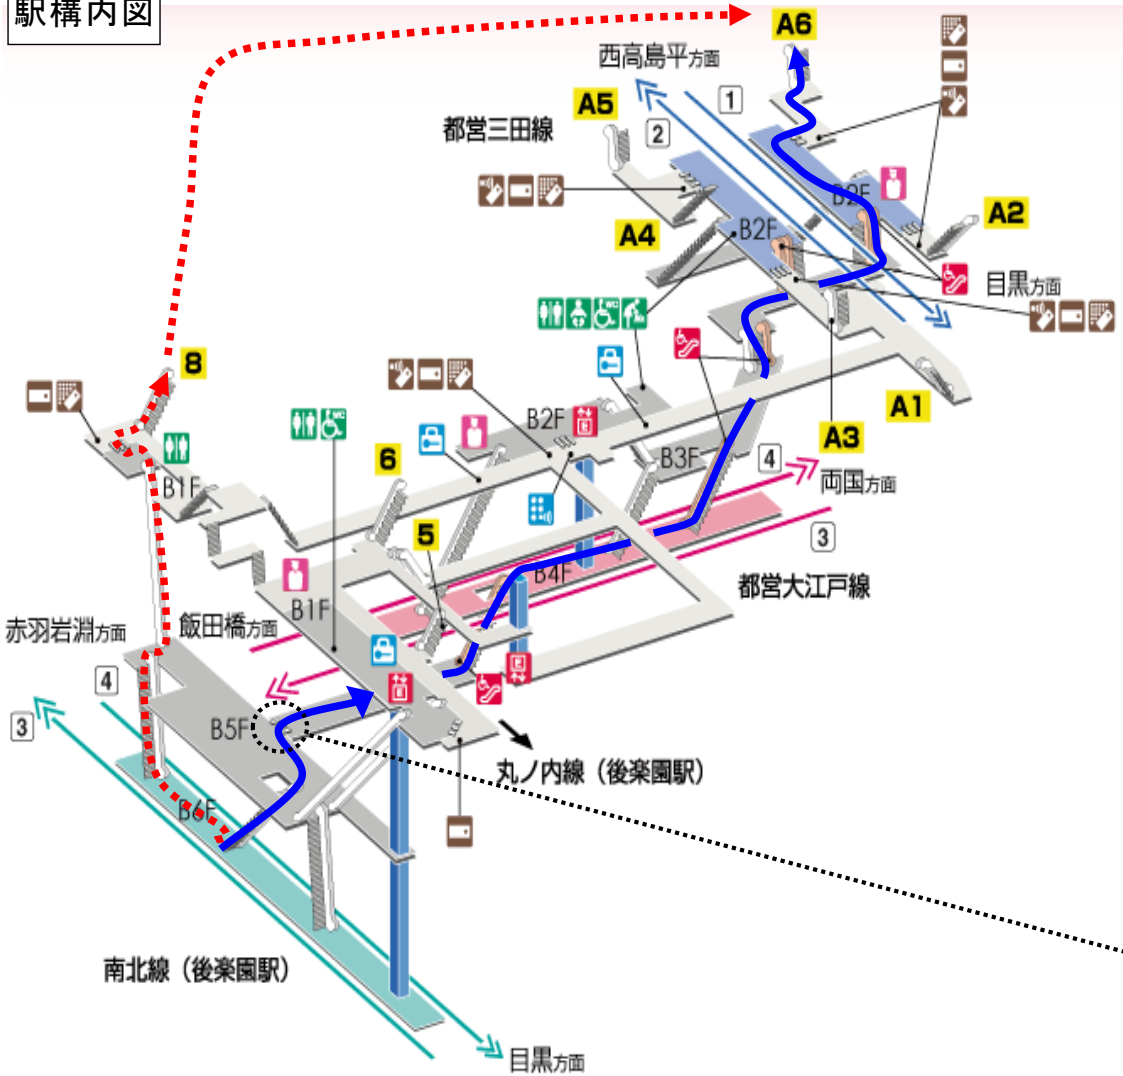 駅構内図
A6
西高島平方面
1
A5
2
都営三田線
B2F
A2
A4
B2F
目黒方面
8
A1
B2F
A3
6
B3F
4
両国方面
B1F
5
3
B4F
都営大江戸線
B1F
赤羽岩淵方面
飯田橋方面
4
3
B5F
丸ノ内線（後楽園駅）
B6F
南北線（後楽園駅）
目黒方面